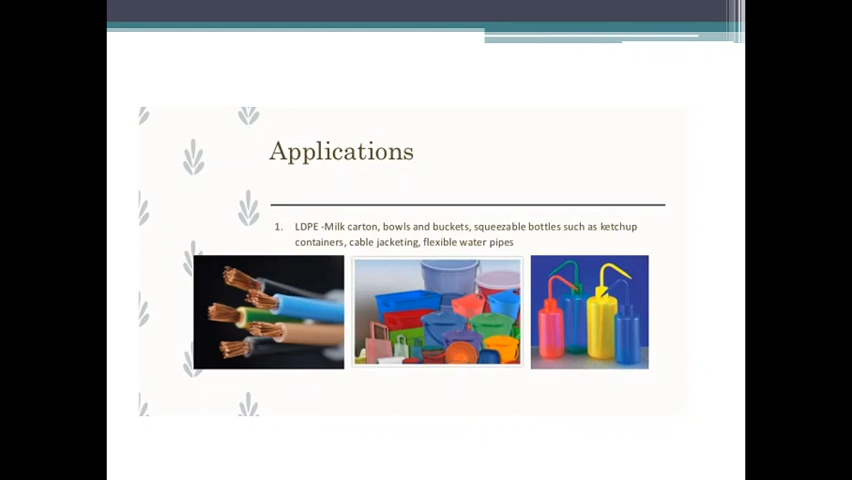 Applications
1. LDPE -Milk carton, bowls and buckets, squeezable bottles such as ketchup
containers, cable jacketing, flexible water pipes